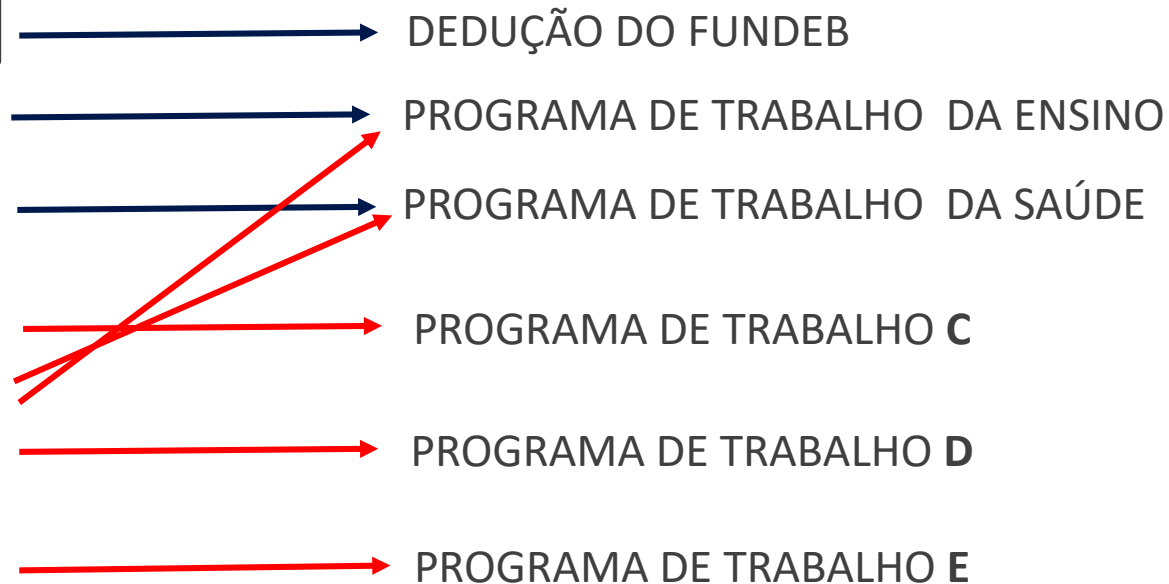 DEDUÇÃO DO FUNDEB
PROGRAMA DE TRABALHO DA ENSINO
PROGRAMA DE TRABALHO DA SAÚDE
PROGRAMA DE TRABALHO C
PROGRAMA DE TRABALHO D
PROGRAMA DE TRABALHO E